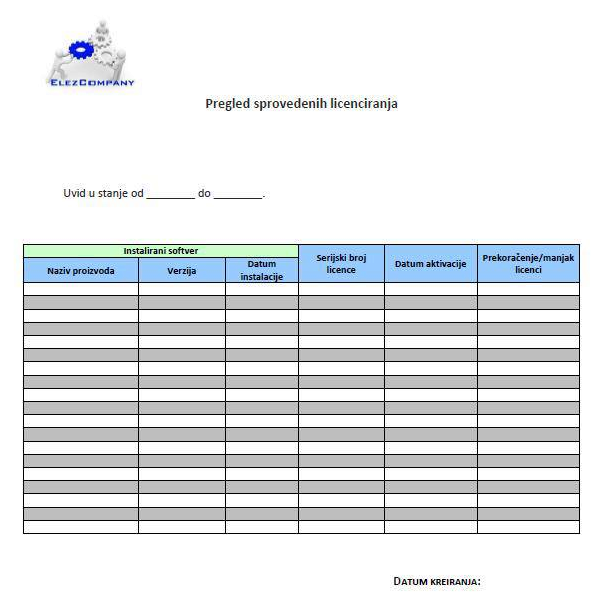 ELEZCOMPANY
Pregled sprovedenih licenciranja
Uvid u stanje od ________ do ________.
Instalirani softver
Naziv proizvoda
Verzija
Datum
instalacije
Serijski broj
licence
Datum aktivacije
Prekoračenje/manjak
licenci
DATUM KREIRANJA: